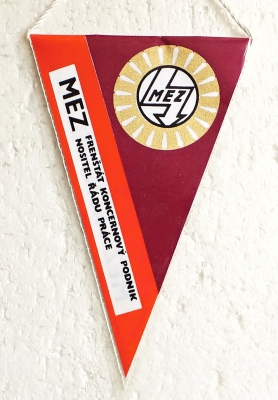 MEZ
MEZ
FRENŠTÁT KONCERNOVÝ PODNIK
NOSITEL ŘÁDU PRÁCE